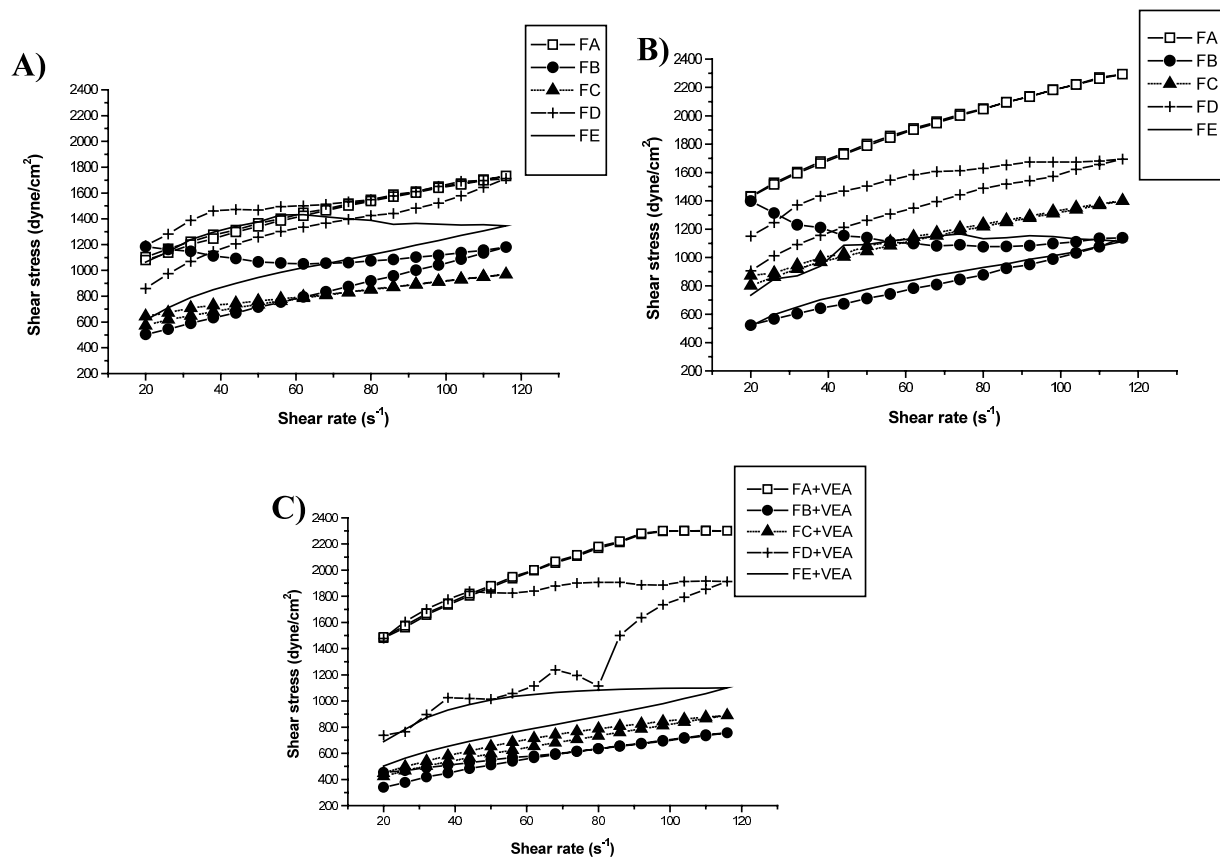 A)
FA
FB
FC
FD
FE
2400
2200
2000
1800
1600
1400
1200
1000
800
600
400
200
Shear stress (dyne/cm²)
20 40 60 80 100 120
Shear rate (s⁻¹)
B)
FA
FB
FC
FD
FE
2400
2200
2000
1800
1600
1400
1200
1000
800
600
400
200
Shear stress (dyne/cm²)
20 40 60 80 100 120
Shear rate (s⁻¹)
C)
FA+VEA
FB+VEA
FC+VEA
FD+VEA
FE+VEA
2400
2200
2000
1800
1600
1400
1200
1000
800
600
400
200
Shear stress (dyne/cm²)
20 40 60 80 100 120
Shear rate (s⁻¹)